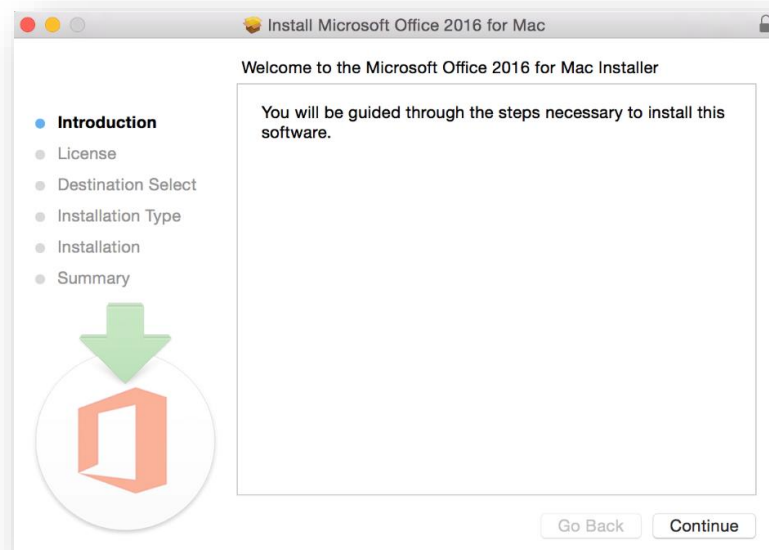 Install Microsoft Office 2016 for Mac
Welcome to the Microsoft Office 2016 for Mac Installer
Introduction
License
Destination Select
Installation Type
Installation
Summary
You will be guided through the steps necessary to install this
software.
Go Back
Continue